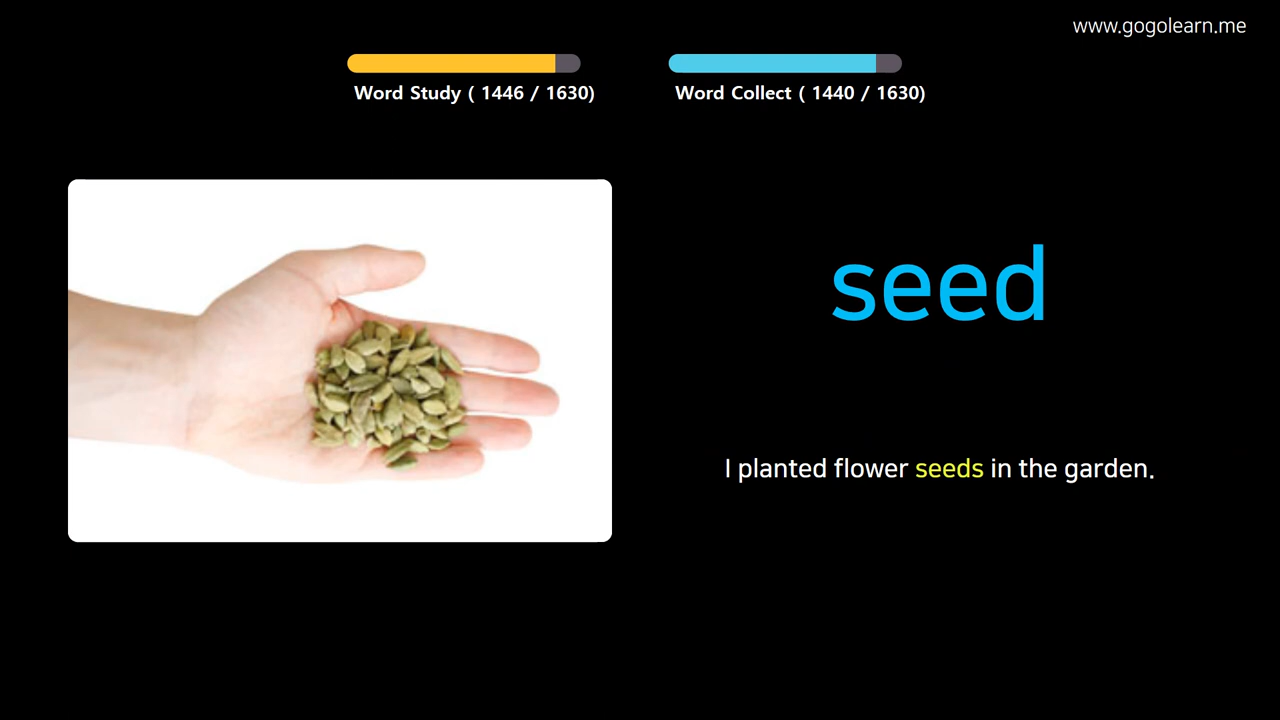 www.gogolearn.me
Word Study ( 1446 / 1630)
Word Collect ( 1440 / 1630)
seed
I planted flower seeds in the garden.